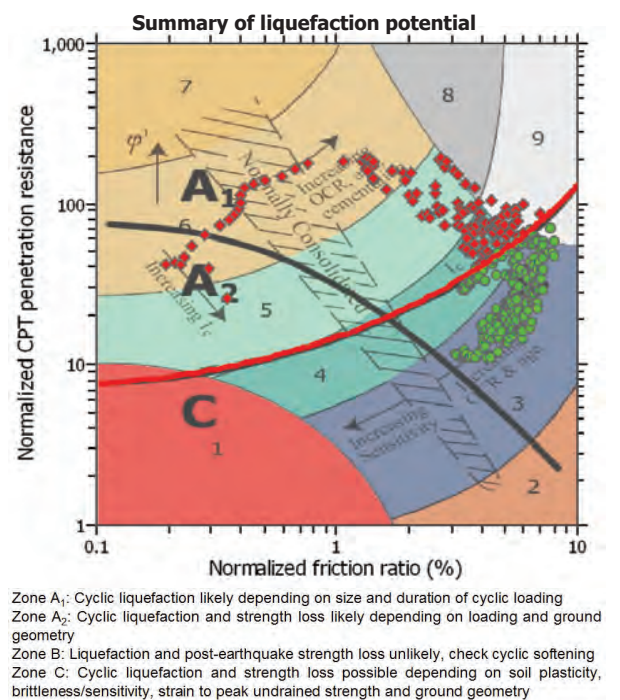 Summary of liquefaction potential
1,000
7
8
9
φ'
Increasing
OCR,
cementation
Normally Consolidated
A1
100
6
A2
Increasing Ic
5
Ic
10
4
3
Increasing
Sensitivity
C
1
2
1
0.1
1
10
Normalized CPT penetration resistance
Normalized friction ratio (%)
Zone A1: Cyclic liquefaction likely depending on size and duration of cyclic loading
Zone A2: Cyclic liquefaction and strength loss likely depending on loading and ground
geometry
Zone B: Liquefaction and post-earthquake strength loss unlikely, check cyclic softening
Zone C: Cyclic liquefaction and strength loss possible depending on soil plasticity,
brittleness/sensitivity, strain to peak undrained strength and ground geometry